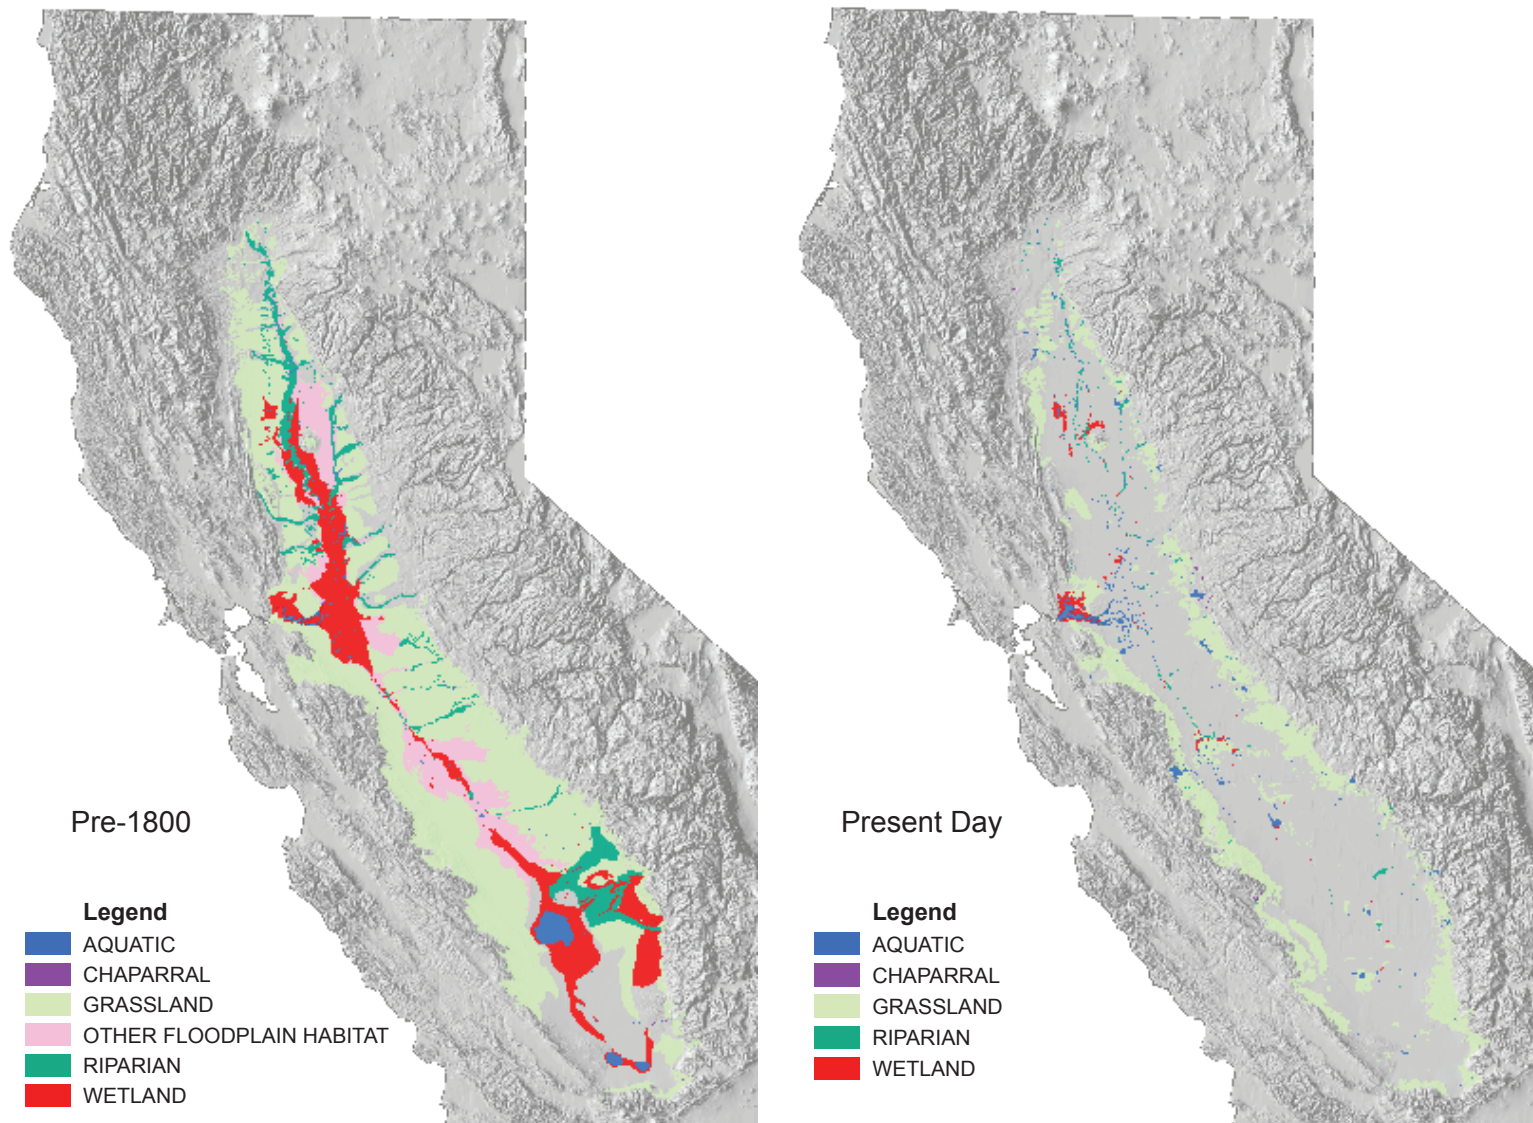 Pre-1800
Legend
AQUATIC
CHAPARRAL
GRASSLAND
OTHER FLOODPLAIN HABITAT
RIPARIAN
WETLAND
Present Day
Legend
AQUATIC
CHAPARRAL
GRASSLAND
RIPARIAN
WETLAND